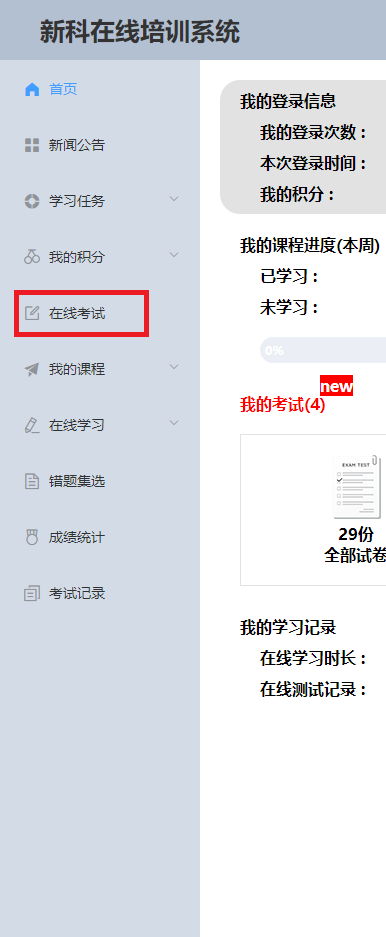 新科在线培训系统
首页
新闻公告
学习任务
我的积分
在线考试
我的课程
在线学习
错题集选
成绩统计
考试记录
我的登录信息
我的登录次数：
本次登录时间：
我的积分：
我的课程进度(本周)
已学习：
未学习：
0%
new
我的考试(4)
EXAM TEST
29份
全部试卷
我的学习记录
在线学习时长：
在线测试记录：